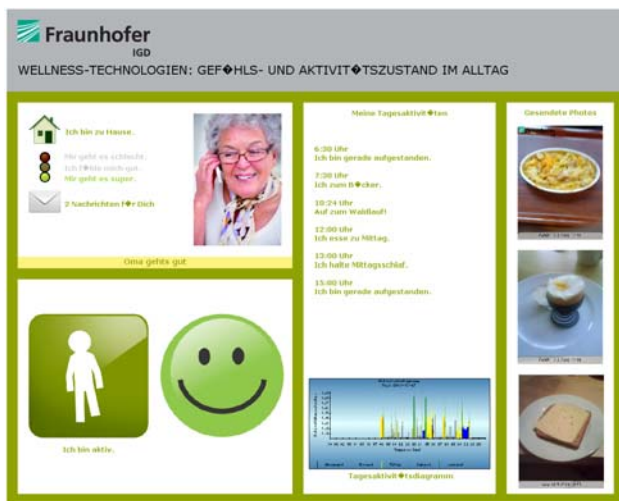 Fraunhofer
IGD
WELLNESS-TECHNOLOGIEN: GEF�HLS- UND AKTIVIT�TSZUSTAND IM ALLTAG
Ich bin zu Hause.
Mir geht es schlecht.
Ich f�hle mich gut.
Mir geht es super.
2 Nachrichten f�r Dich
Oma gehts gut
Ich bin aktiv.
Meine Tagesaktivit�ten
6:30 Uhr
Ich bin gerade aufgestanden.
7:30 Uhr
Ich zum B�cker.
10:24 Uhr
Auf zum Waldlauf!
12:00 Uhr
Ich esse zu Mittag.
13:00 Uhr
Ich halte Mittagsschlaf.
15:00 Uhr
Ich bin gerade aufgestanden.
Tagesaktivit�tsdiagramm
Gesendete Photos